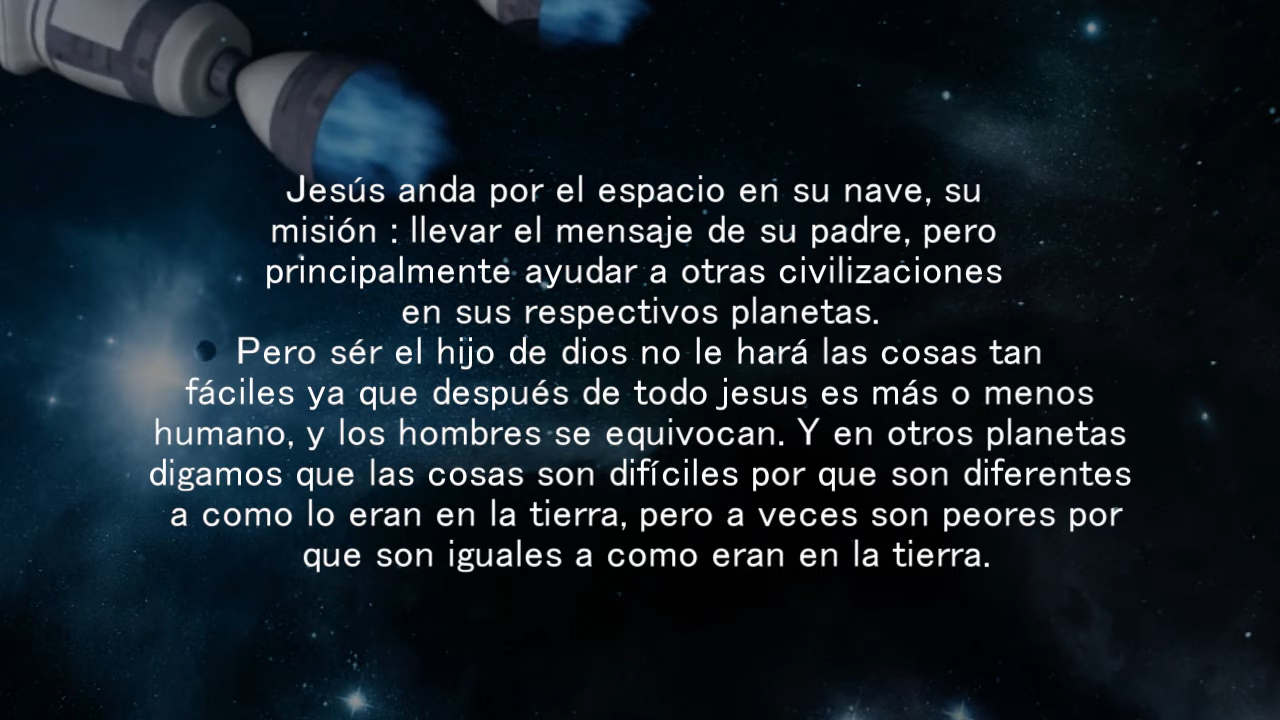 Jesús anda por el espacio en su nave, su
misión : llevar el mensaje de su padre, pero
principalmente ayudar a otras civilizaciones
en sus respectivos planetas.
Pero sér el hijo de dios no le hará las cosas tan
fáciles ya que después de todo jesus es más o menos
humano, y los hombres se equivocan. Y en otros planetas
digamos que las cosas son difíciles por que son diferentes
a como lo eran en la tierra, pero a veces son peores por
que son iguales a como eran en la tierra.